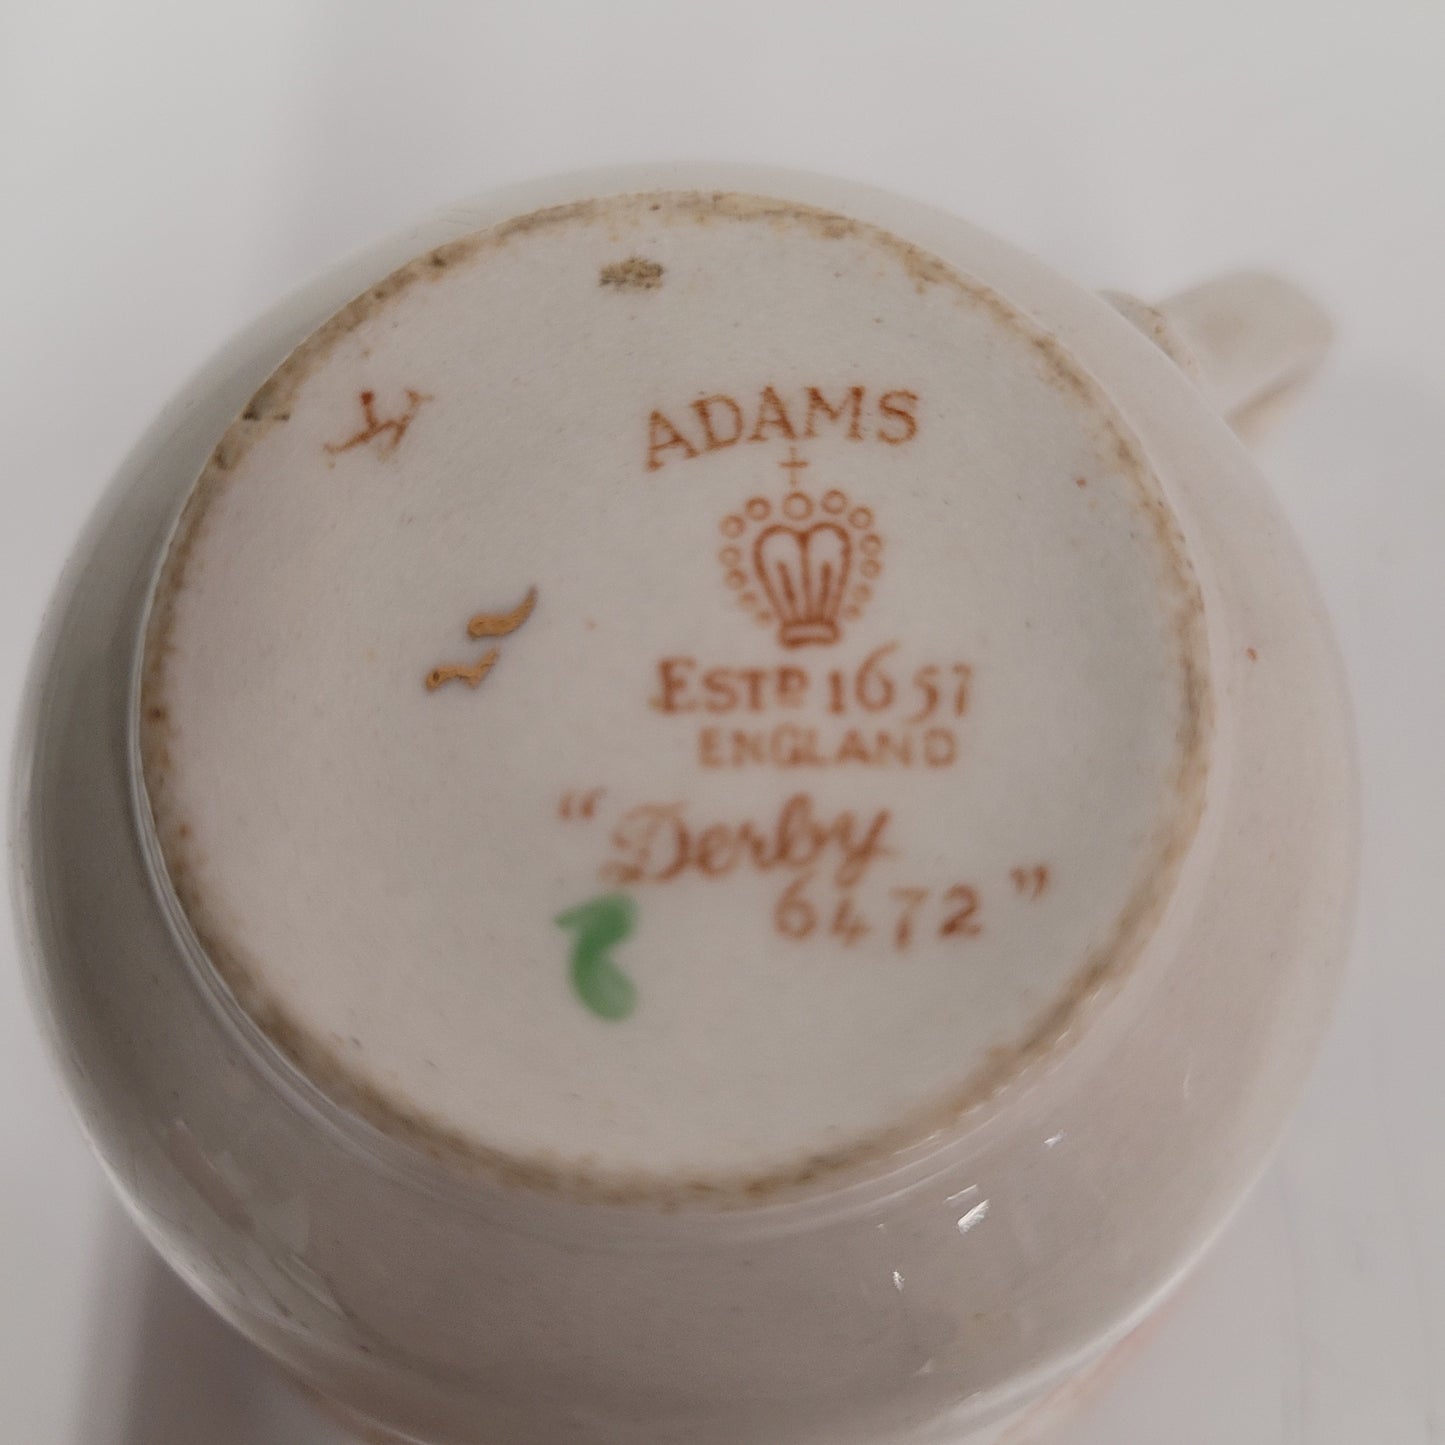 ADAMS
ESTD 1657
ENGLAND
"Derby
6472"